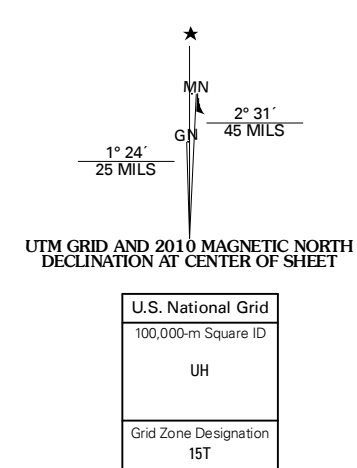 ★
MN
2° 31´
45 MILS
GN
1° 24´
25 MILS
UTM GRID AND 2010 MAGNETIC NORTH
DECLINATION AT CENTER OF SHEET
U.S. National Grid
100,000-m Square ID
UH
Grid Zone Designation
15T